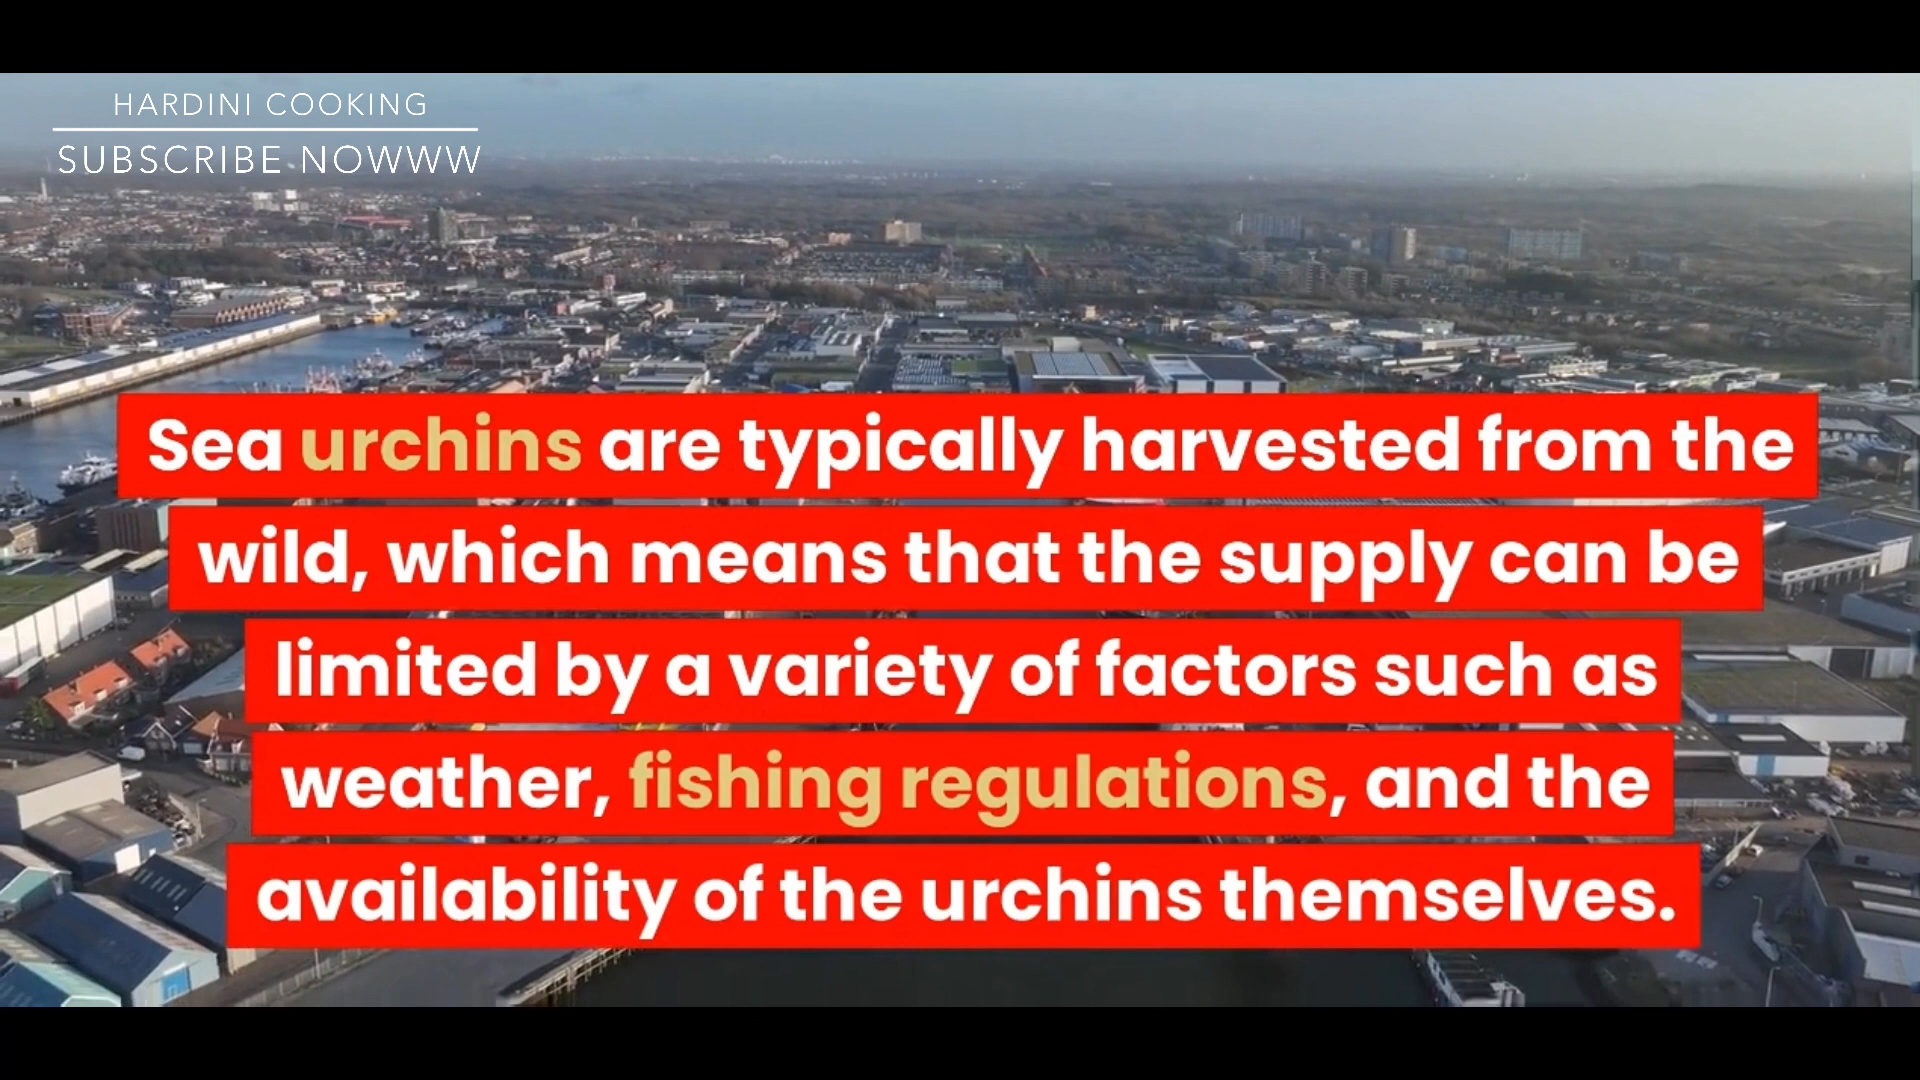 HARDINI COOKING
SUBSCRIBE NOWWW
Sea urchins are typically harvested from the
wild, which means that the supply can be
limited by a variety of factors such as
weather, fishing regulations, and the
availability of the urchins themselves.